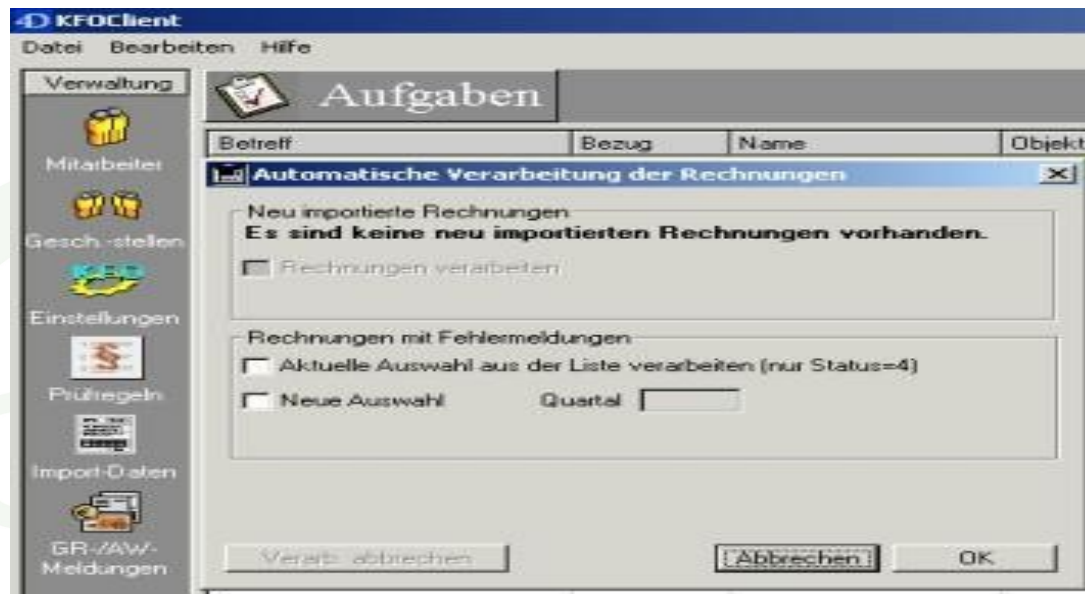 KFOClient
Datei Bearbeiten Hilfe
Verwaltung
Aufgaben
Betreff Bezug Name Objekt
Mitarbeiter
Automatische Verarbeitung der Rechnungen
Neu importierte Rechnungen
Es sind keine neu importierten Rechnungen vorhanden.
Gesch.-stellen
Rechnungen verarbeiten
Einstellungen
Rechnungen mit Fehlermeldungen
Aktuelle Auswahl aus der Liste verarbeiten (nur Status=4)
Prüfregeln
Neue Auswahl Quartal
Import-Daten
GR-/AW-
Meldungen
Verarb. abbrechen Abbrechen OK